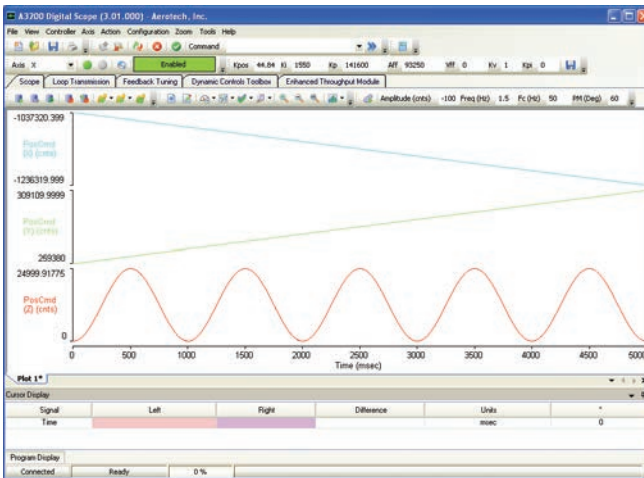 A3200 Digital Scope (3.01.000) - Aerotech, Inc.
File View Controller Axis Action Configuration Zoom Tools Help
Command
Axis X Enabled Kpos 44.84 Ki 1550 Kp 141600 Aff 93250 Vff 0 Kv 1 Kpi 0
Scope Loop Transmission Feedback Tuning Dynamic Controls Toolbox Enhanced Throughput Module
Amplitude (cnts) -100 Freq (Hz) 1.5 Fc (Hz) 50 PM (Deg) 60
-1037320.399
PosCmd
(X) (cnts)
-1236319.999
309109.9999
PosCmd
(Y) (cnts)
259380
24999.91775
PosCmd
(Z) (cnts)
0
0 500 1000 1500 2000 2500 3000 3500 4000 4500 5000
Time (msec)
Plot 1*
Cursor Display
Signal Left Right Difference Units *
Time msec 0
Program Display
Connected Ready 0 %